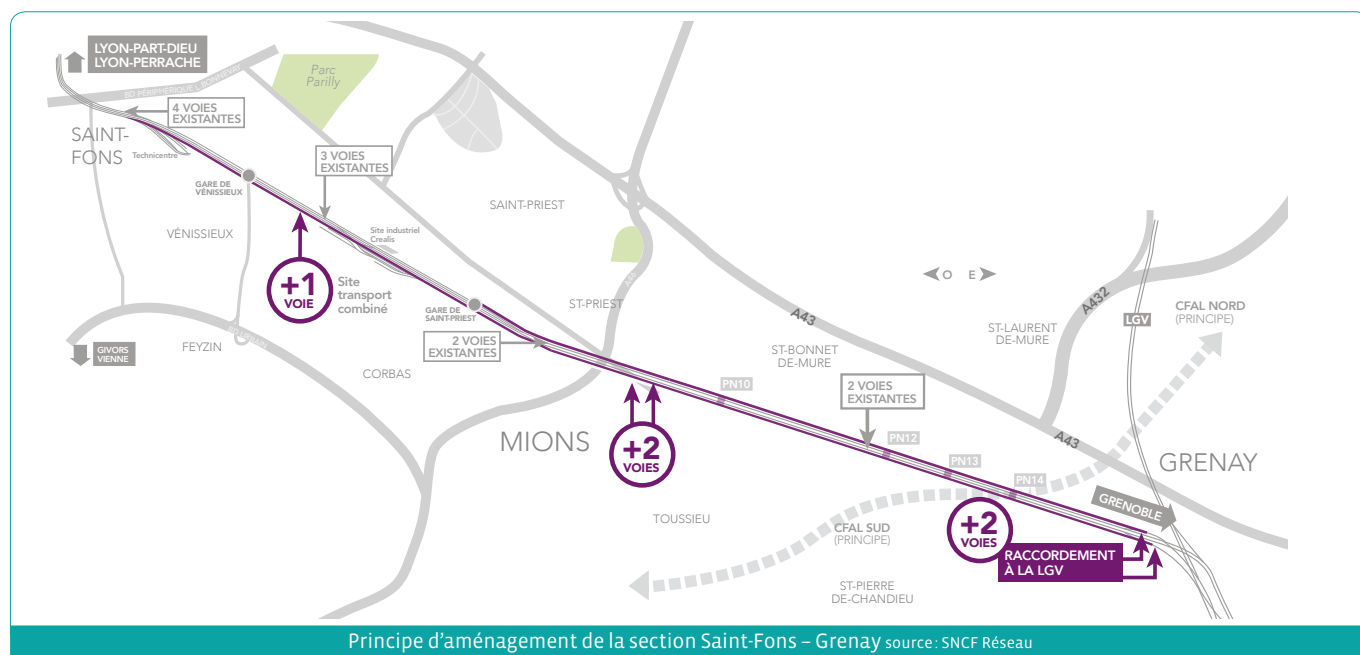 LYON-PART-DIEU
LYON-PERRACHE
BD PÉRIPHÉRIQUE L BONNEVAY
Parc
Parilly
4 VOIES
EXISTANTES
SAINT-
FONS
Technicentre
3 VOIES
EXISTANTES
GARE DE
VÉNISSIEUX
SAINT-PRIEST
VÉNISSIEUX
Site industriel
Crealis
+1
VOIE
Site
transport
combiné
O E
A43
A432
CFAL NORD
(PRINCIPE)
LGV
ST-PRIEST
GARE DE
SAINT-PRIEST
ST-LAURENT
DE-MURE
GIVORS
VIENNE
FEYZIN
2 VOIES
EXISTANTES
ST-BONNET
DE-MURE
CORBAS
PN10
2 VOIES
EXISTANTES
MIONS
+2
VOIES
PN12
A43
PN13
GRENAY
PN14
GRENOBLE
TOUSSIEU
CFAL SUD
(PRINCIPE)
+2
VOIES
RACCORDEMENT
À LA LGV
ST-PIERRE
DE-CHANDIEU
Principe d'aménagement de la section Saint-Fons – Grenay source : SNCF Réseau